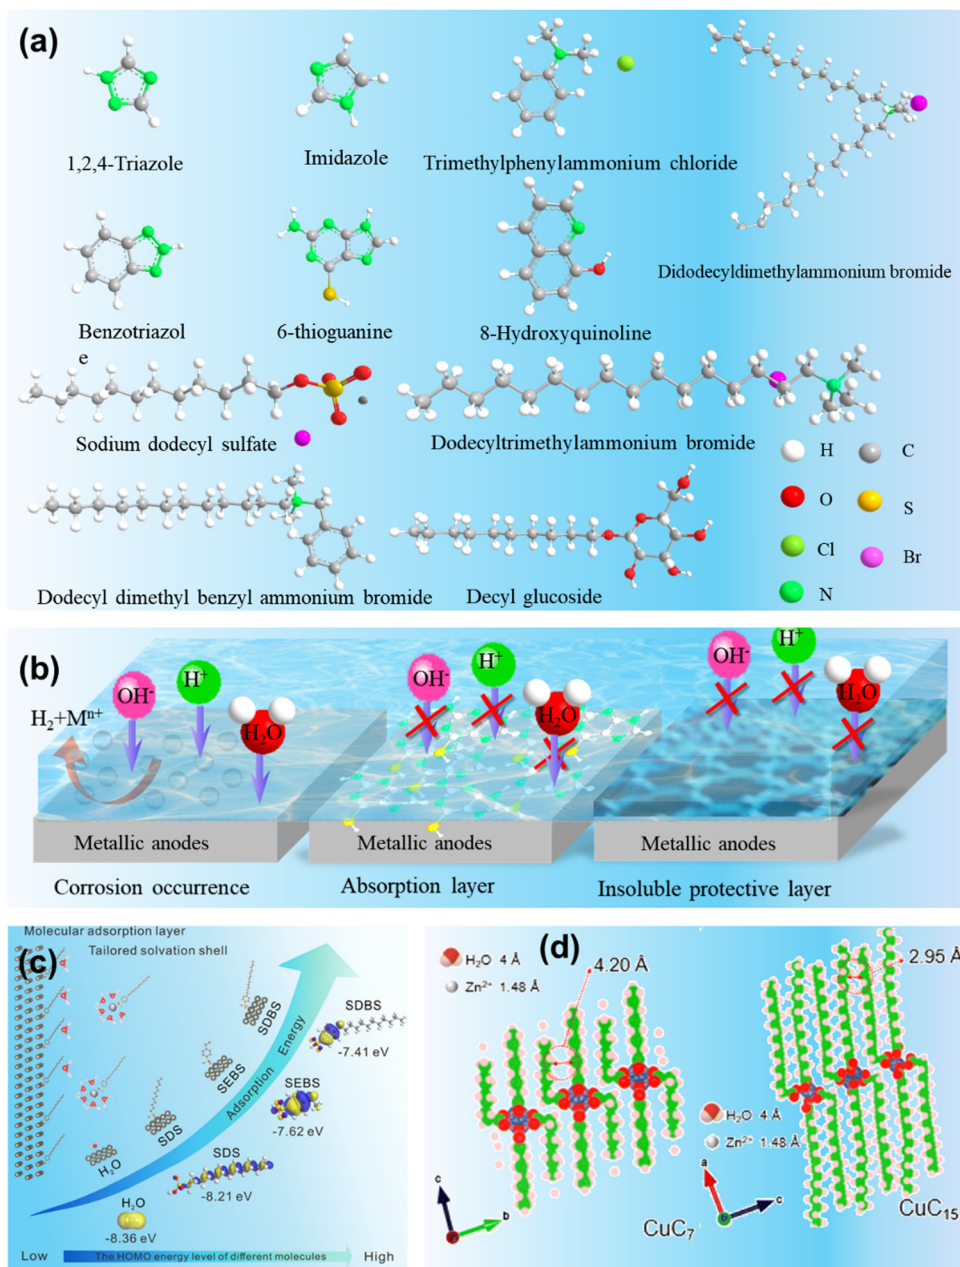 (a)
1,2,4-Triazole
Imidazole
Trimethylphenylammonium chloride
Didodecyldimethylammonium bromide
Benzotriazol
e
6-thioguanine
8-Hydroxyquinoline
Sodium dodecyl sulfate
Dodecyltrimethylammonium bromide
H
C
O
S
Cl
Br
N
Dodecyl dimethyl benzyl ammonium bromide
Decyl glucoside
(b)
OH⁻
H⁺
H₂O
H₂+Mⁿ⁺
OH⁻
H⁺
H₂O
OH⁻
H⁺
H₂O
Metallic anodes
Metallic anodes
Metallic anodes
Corrosion occurrence
Absorption layer
Insoluble protective layer
(c)
Molecular adsorption layer
Tailored solvation shell
SDBS
SEBS
SDS
H₂O
Adsorption Energy
SDBS
-7.41 eV
SEBS
-7.62 eV
SDS
-8.21 eV
H₂O
-8.36 eV
Low
The HOMO energy level of different molecules
High
(d)
H₂O 4 Å
Zn²⁺ 1.48 Å
4.20 Å
c
b
CuC₇
2.95 Å
H₂O 4 Å
Zn²⁺ 1.48 Å
a
b
c
CuC₁₅